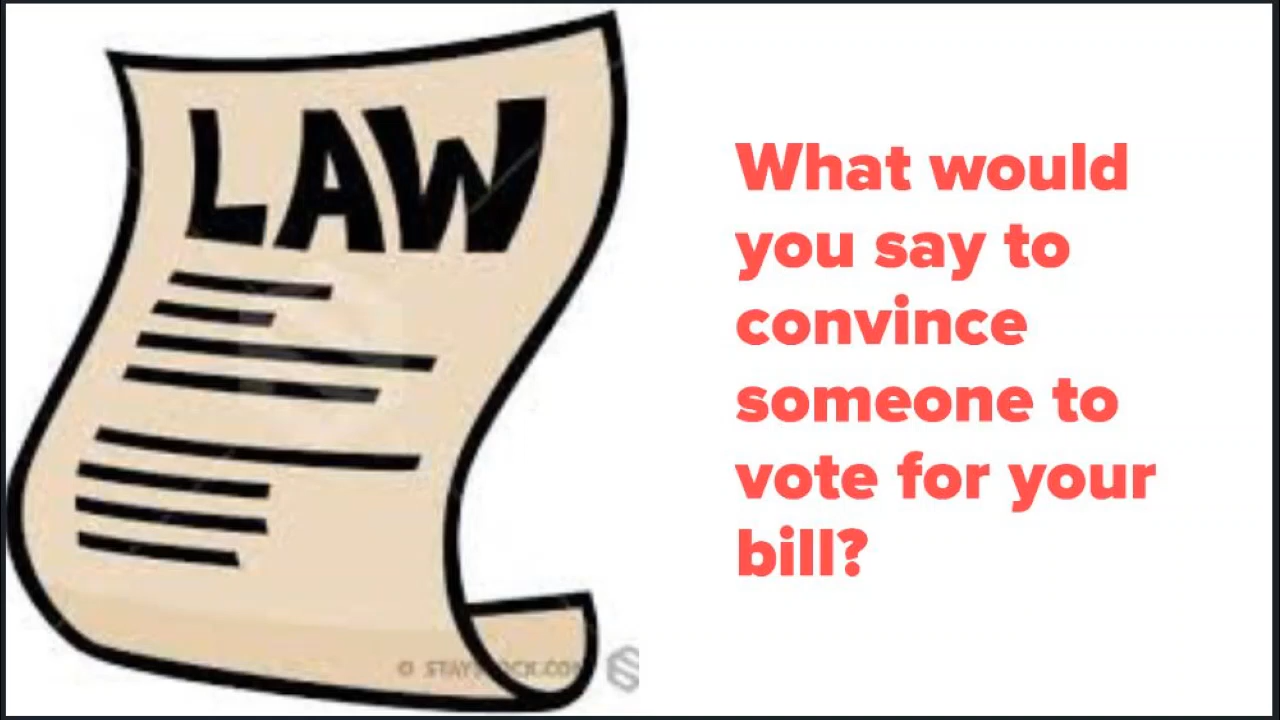 LAW
What would
you say to
convince
someone to
vote for your
bill?
©